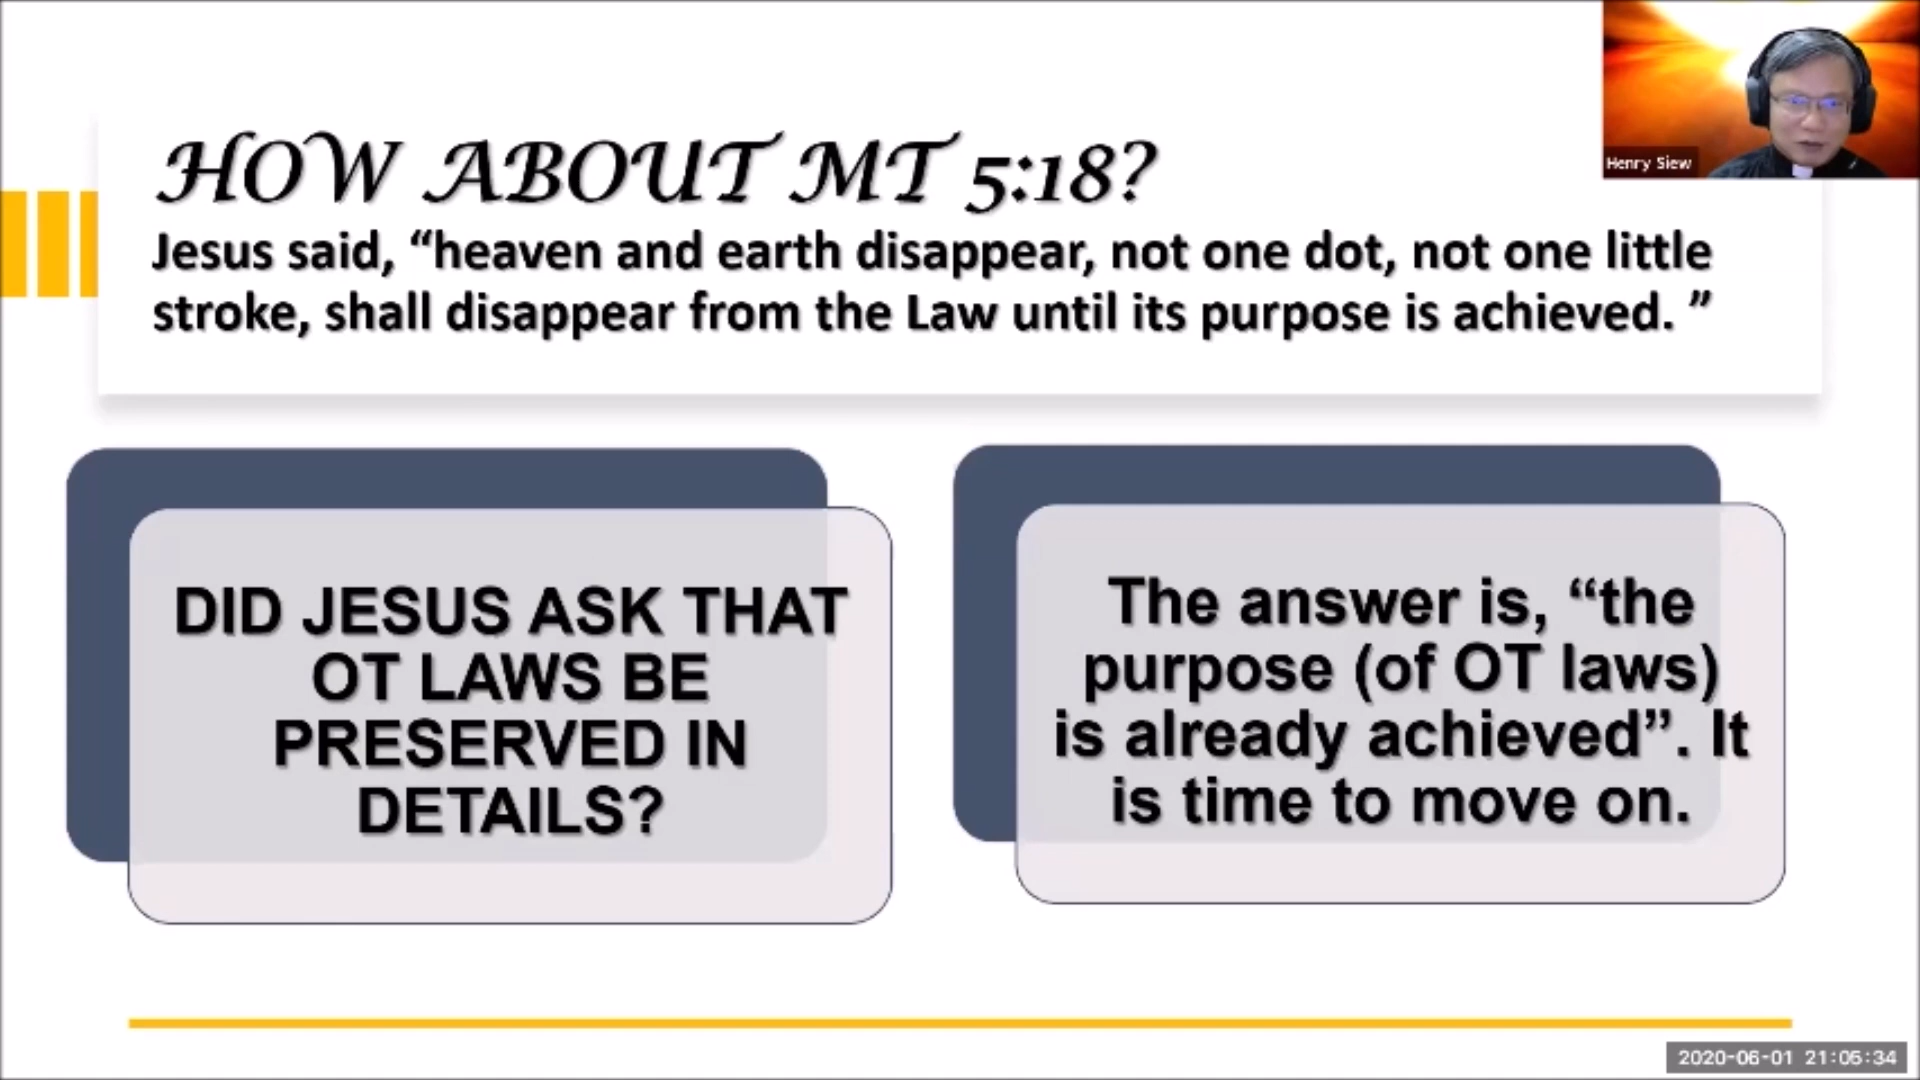 HOW ABOUT MT 5:18?
Jesus said, “heaven and earth disappear, not one dot, not one little
stroke, shall disappear from the Law until its purpose is achieved. ”
Henry Siew
DID JESUS ASK THAT
OT LAWS BE
PRESERVED IN
DETAILS?
The answer is, “the
purpose (of OT laws)
is already achieved”. It
is time to move on.
2020-06-01 21:05:34